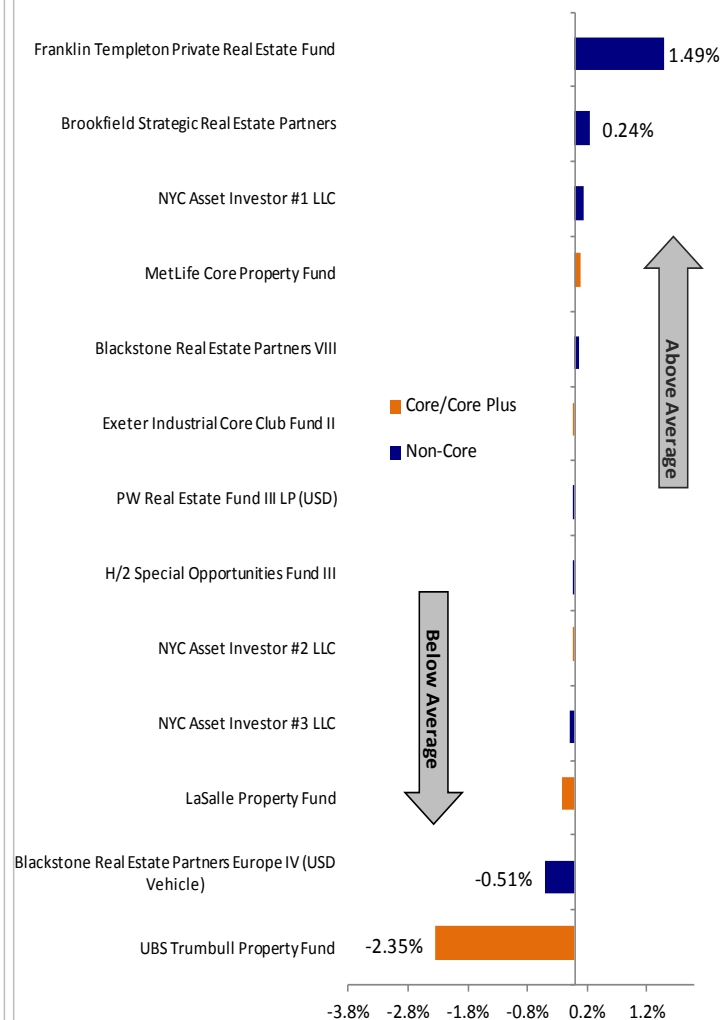 Franklin Templeton Private Real Estate Fund
1.49%
Brookfield Strategic Real Estate Partners
0.24%
NYC Asset Investor #1 LLC
MetLife Core Property Fund
Blackstone Real Estate Partners VIII
Above Average
Core/Core Plus
Exeter Industrial Core Club Fund II
Non-Core
PW Real Estate Fund III LP (USD)
H/2 Special Opportunities Fund III
NYC Asset Investor #2 LLC
Below Average
NYC Asset Investor #3 LLC
LaSalle Property Fund
Blackstone Real Estate Partners Europe IV (USD
Vehicle)
-0.51%
UBS Trumbull Property Fund
-2.35%
-3.8% -2.8% -1.8% -0.8% 0.2% 1.2%